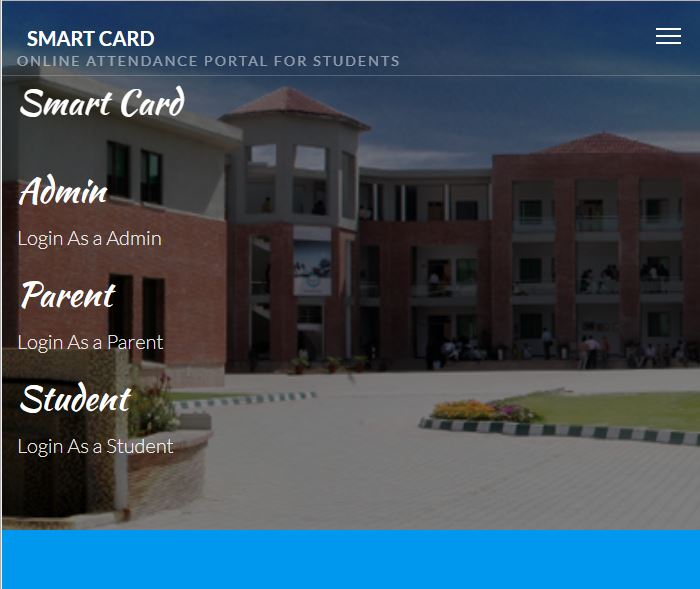 SMART CARD
ONLINE ATTENDANCE PORTAL FOR STUDENTS
Smart Card
Admin
Login As a Admin
Parent
Login As a Parent
Student
Login As a Student